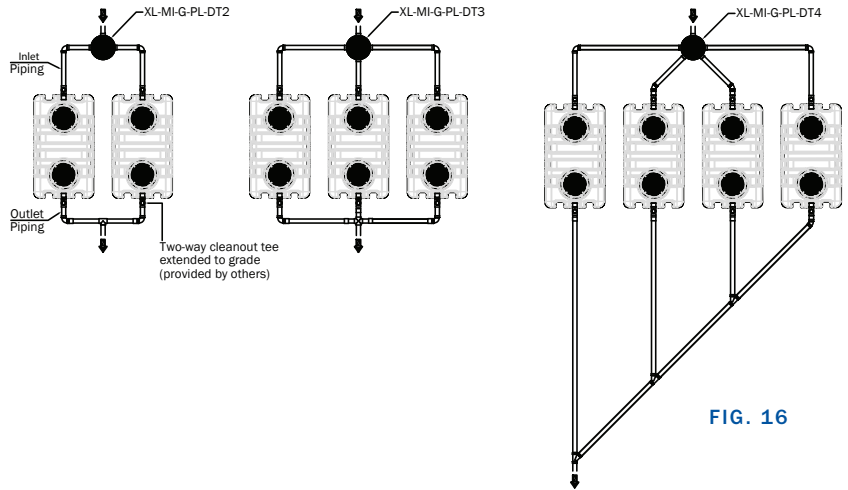 XL-MI-G-PL-DT2
XL-MI-G-PL-DT3
XL-MI-G-PL-DT4
Inlet
Piping
Outlet
Piping
Two-way cleanout tee
extended to grade
(provided by others)
FIG. 16